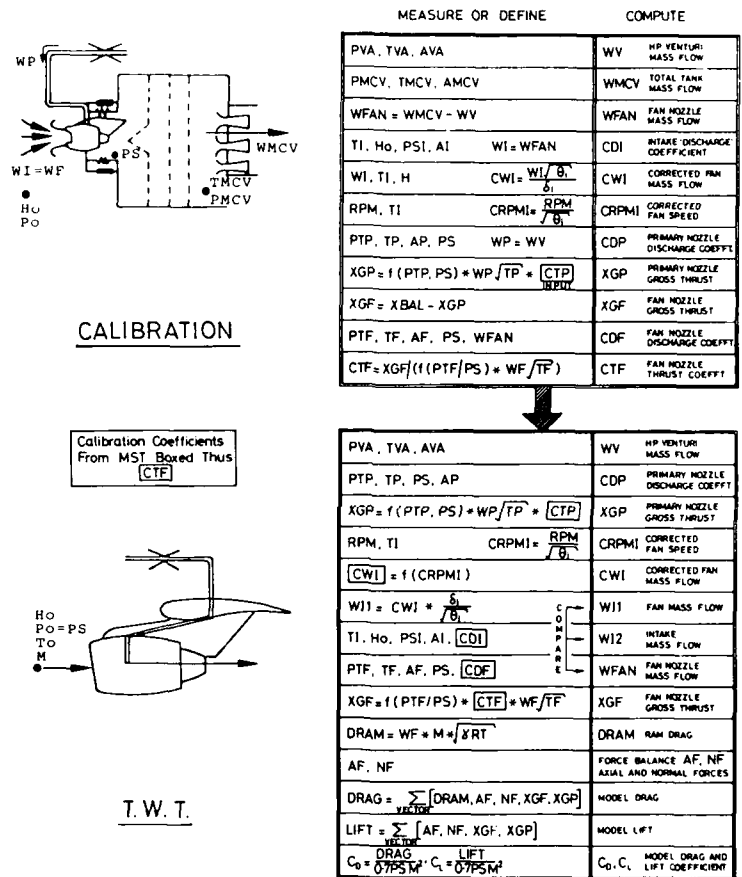 MEASURE OR DEFINE COMPUTE
PVA, TVA, AVA WV HP VENTURI MASS FLOW
PMCV, TMCV, AMCV WMCV TOTAL TANK MASS FLOW
WFAN = WMCV - WV WFAN FAN NOZZLE MASS FLOW
TI, Ho, PSI, AI WI = WFAN CDI INTAKE DISCHARGE COEFFICIENT
WI, TI, H CWI = WI√θi / δi CWI CORRECTED FAN MASS FLOW
RPM, TI CRPMI = RPM / √θi CRPMI CORRECTED FAN SPEED
PTP, TP, AP, PS WP = WV CDP PRIMARY NOZZLE DISCHARGE COEFFT
XGP = f (PTP, PS) * WP√TP * CTP INPUT XGP PRIMARY NOZZLE GROSS THRUST
XGF = XBAL - XGP XGF FAN NOZZLE GROSS THRUST
PTF, TF, AF, PS, WFAN CDF FAN NOZZLE DISCHARGE COEFFT
CTF = XGF/(f(PTF/PS) * WF√TF) CTF FAN NOZZLE THRUST COEFFT
WP
PS
WMCV
WI=WF
TMCV
PMCV
Ho
Po
CALIBRATION
Calibration Coefficients
From MST Boxed Thus
CTF
PVA, TVA, AVA WV HP VENTURI MASS FLOW
PTP, TP, PS, AP CDP PRIMARY NOZZLE DISCHARGE COEFFT
XGP = f (PTP, PS) * WP√TP * CTP XGP PRIMARY NOZZLE GROSS THRUST
RPM, TI CRPMI = RPM / √θi CRPMI CORRECTED FAN SPEED
CWI = f (CRPMI) CWI CORRECTED FAN MASS FLOW
WI1 = CWI * δi / √θi WI1 FAN MASS FLOW
TI, Ho, PSI, AI, CDI WI2 INTAKE MASS FLOW
PTF, TF, AF, PS, CDF WFAN FAN NOZZLE MASS FLOW
COMPARE
XGF = f (PTF/PS) * CTF * WF√TF XGF FAN NOZZLE GROSS THRUST
DRAM = WF * M * √γRT DRAM RAM DRAG
AF, NF FORCE BALANCE AF, NF AXIAL AND NORMAL FORCES
DRAG = Σ VECTOR [DRAM, AF, NF, XGF, XGP] MODEL DRAG
LIFT = Σ VECTOR [AF, NF, XGF, XGP] MODEL LIFT
CD = DRAG / 0·7PSM², CL = LIFT / 0·7PSM² CD, CL MODEL DRAG AND LIFT COEFFICIENT
Ho
Po=PS
To
M
T.W.T.